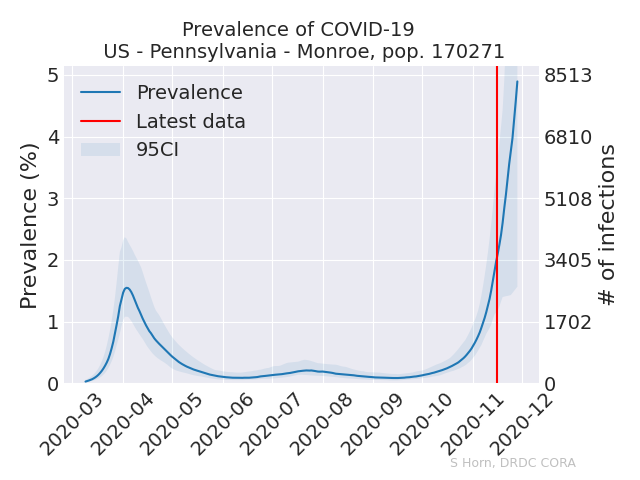 Prevalence of COVID-19
US - Pennsylvania - Monroe, pop. 170271
Prevalence (%)
5
4
3
2
1
0
Prevalence
Latest data
95CI
8513
6810
5108
3405
1702
0
# of infections
2020-03
2020-04
2020-05
2020-06
2020-07
2020-08
2020-09
2020-10
2020-11
2020-12
S Horn, DRDC CORA